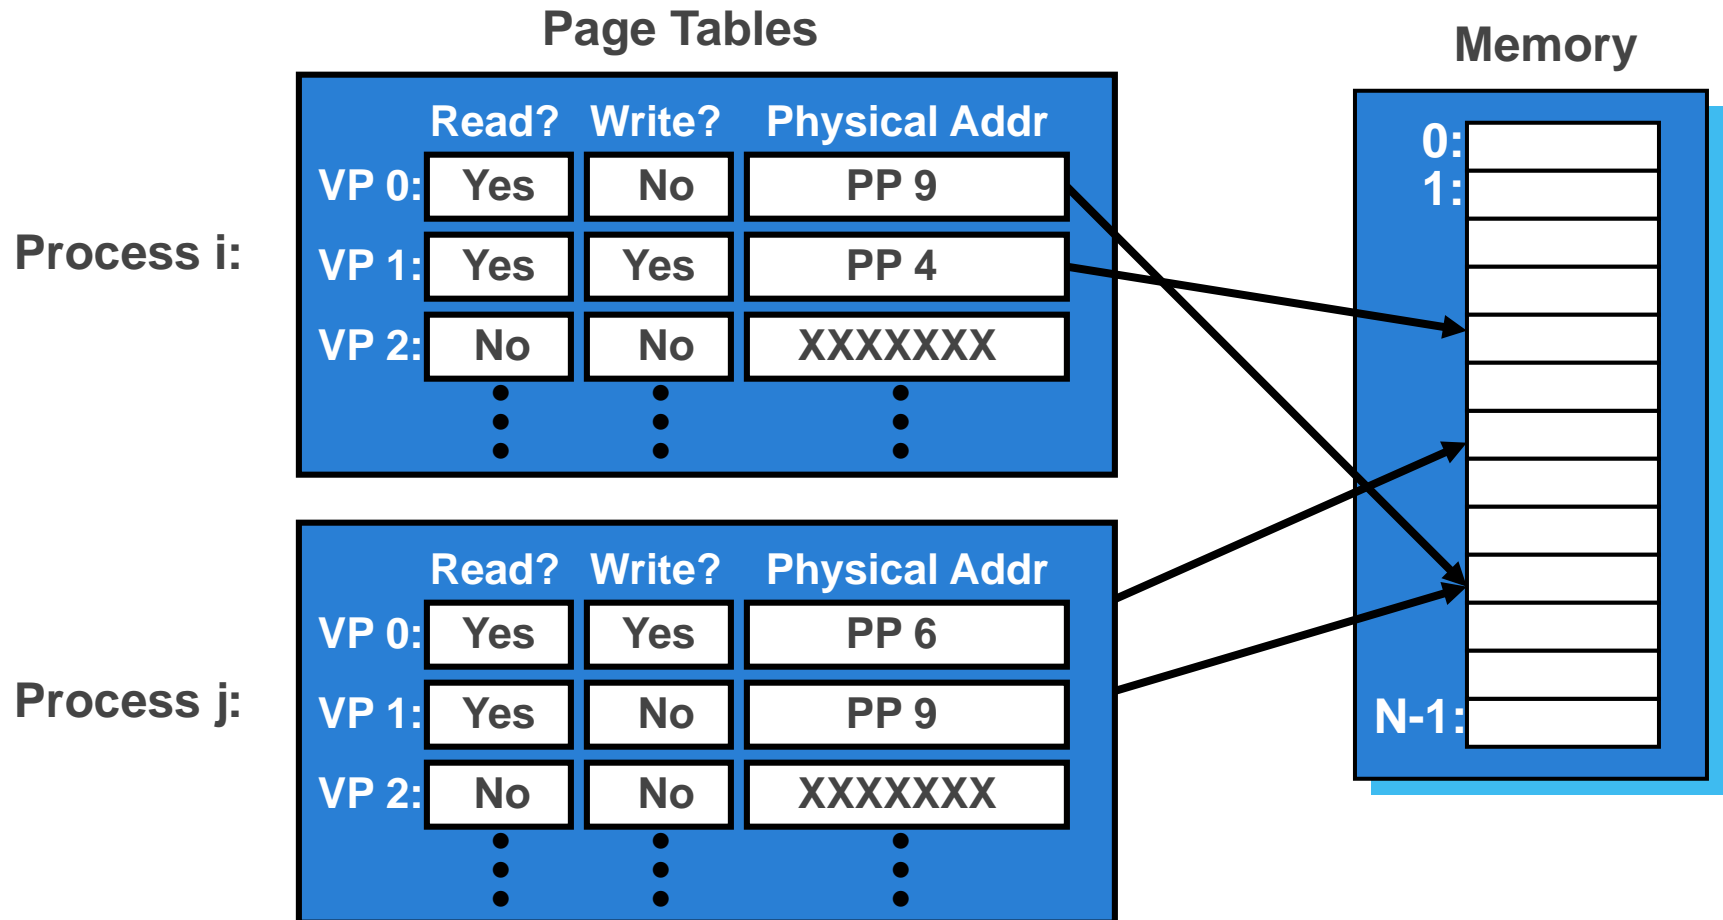 Page Tables
Memory
Read? Write? Physical Addr
VP 0: Yes No PP 9
Process i:
VP 1: Yes Yes PP 4
VP 2: No No XXXXXXX
Read? Write? Physical Addr
VP 0: Yes Yes PP 6
Process j:
VP 1: Yes No PP 9
VP 2: No No XXXXXXX
0:
1:
N-1: